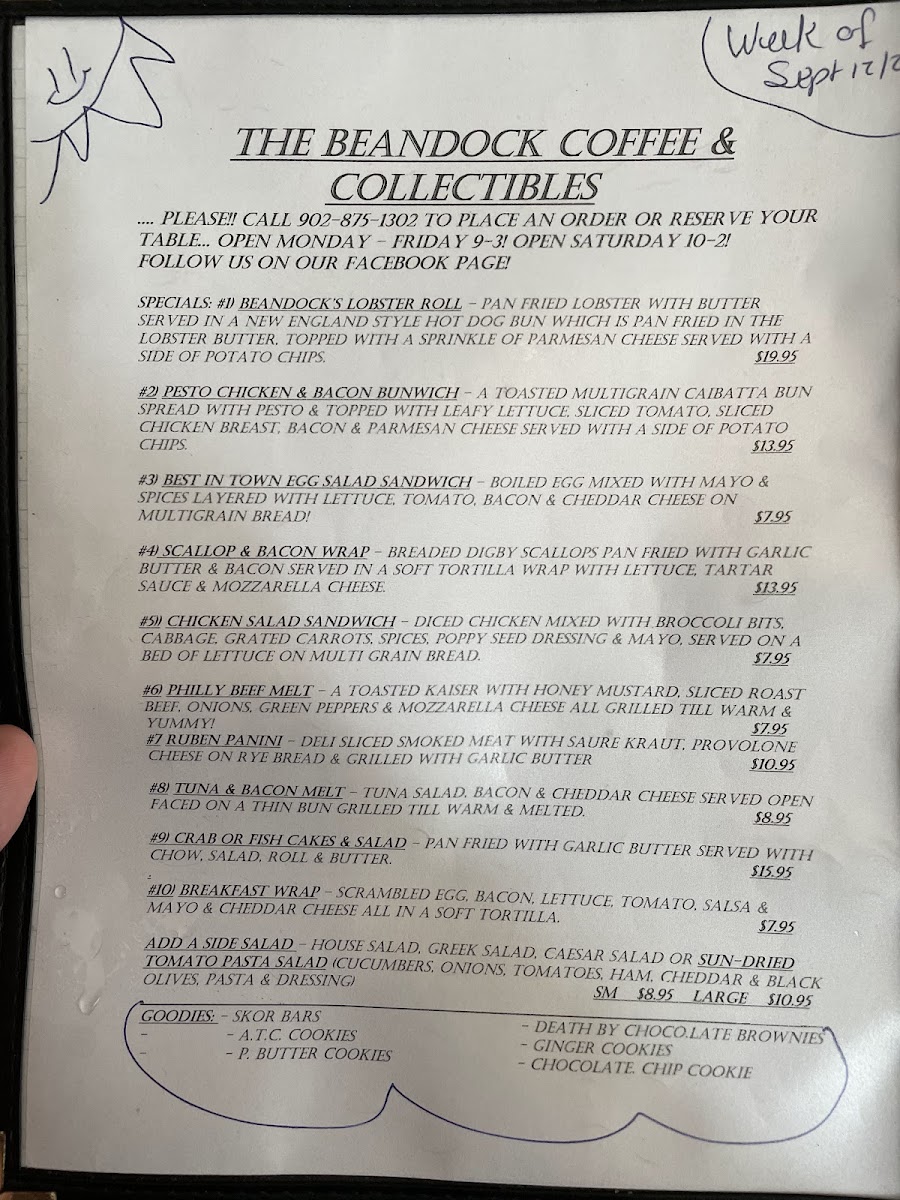 Week of
Sept 12/2
THE BEANDOCK COFFEE &
COLLECTIBLES
.... PLEASE!! CALL 902-875-1302 TO PLACE AN ORDER OR RESERVE YOUR
TABLE... OPEN MONDAY – FRIDAY 9-3! OPEN SATURDAY 10-2!
FOLLOW US ON OUR FACEBOOK PAGE!
SPECIALS: #1) BEANDOCK'S LOBSTER ROLL – PAN FRIED LOBSTER WITH BUTTER
SERVED IN A NEW ENGLAND STYLE HOT DOG BUN WHICH IS PAN FRIED IN THE
LOBSTER BUTTER, TOPPED WITH A SPRINKLE OF PARMESAN CHEESE SERVED WITH A
SIDE OF POTATO CHIPS. $19.95
#2) PESTO CHICKEN & BACON BUNWICH – A TOASTED MULTIGRAIN CAIBATTA BUN
SPREAD WITH PESTO & TOPPED WITH LEAFY LETTUCE, SLICED TOMATO, SLICED
CHICKEN BREAST, BACON & PARMESAN CHEESE SERVED WITH A SIDE OF POTATO
CHIPS. $13.95
#3) BEST IN TOWN EGG SALAD SANDWICH – BOILED EGG MIXED WITH MAYO &
SPICES LAYERED WITH LETTUCE, TOMATO, BACON & CHEDDAR CHEESE ON
MULTIGRAIN BREAD! $7.95
#4) SCALLOP & BACON WRAP – BREADED DIGBY SCALLOPS PAN FRIED WITH GARLIC
BUTTER & BACON SERVED IN A SOFT TORTILLA WRAP WITH LETTUCE, TARTAR
SAUCE & MOZZARELLA CHEESE. $13.95
#5)) CHICKEN SALAD SANDWICH – DICED CHICKEN MIXED WITH BROCCOLI BITS,
CABBAGE, GRATED CARROTS, SPICES, POPPY SEED DRESSING & MAYO, SERVED ON A
BED OF LETTUCE ON MULTI GRAIN BREAD. $7.95
#6) PHILLY BEEF MELT – A TOASTED KAISER WITH HONEY MUSTARD, SLICED ROAST
BEEF, ONIONS, GREEN PEPPERS & MOZZARELLA CHEESE ALL GRILLED TILL WARM &
YUMMY! $7.95
#7 RUBEN PANINI – DELI SLICED SMOKED MEAT WITH SAURE KRAUT, PROVOLONE
CHEESE ON RYE BREAD & GRILLED WITH GARLIC BUTTER $10.95
#8) TUNA & BACON MELT – TUNA SALAD, BACON & CHEDDAR CHEESE SERVED OPEN
FACED ON A THIN BUN GRILLED TILL WARM & MELTED. $8.95
#9) CRAB OR FISH CAKES & SALAD – PAN FRIED WITH GARLIC BUTTER SERVED WITH
CHOW, SALAD, ROLL & BUTTER. $15.95
#10) BREAKFAST WRAP – SCRAMBLED EGG, BACON, LETTUCE, TOMATO, SALSA &
MAYO & CHEDDAR CHEESE ALL IN A SOFT TORTILLA. $7.95
ADD A SIDE SALAD – HOUSE SALAD, GREEK SALAD, CAESAR SALAD OR SUN-DRIED
TOMATO PASTA SALAD (CUCUMBERS, ONIONS, TOMATOES, HAM, CHEDDAR & BLACK
OLIVES, PASTA & DRESSING) SM $8.95 LARGE $10.95
GOODIES: - SKOR BARS - DEATH BY CHOCO.LATE BROWNIES
- - A.T.C. COOKIES - GINGER COOKIES
- - P. BUTTER COOKIES - CHOCOLATE. CHIP COOKIE